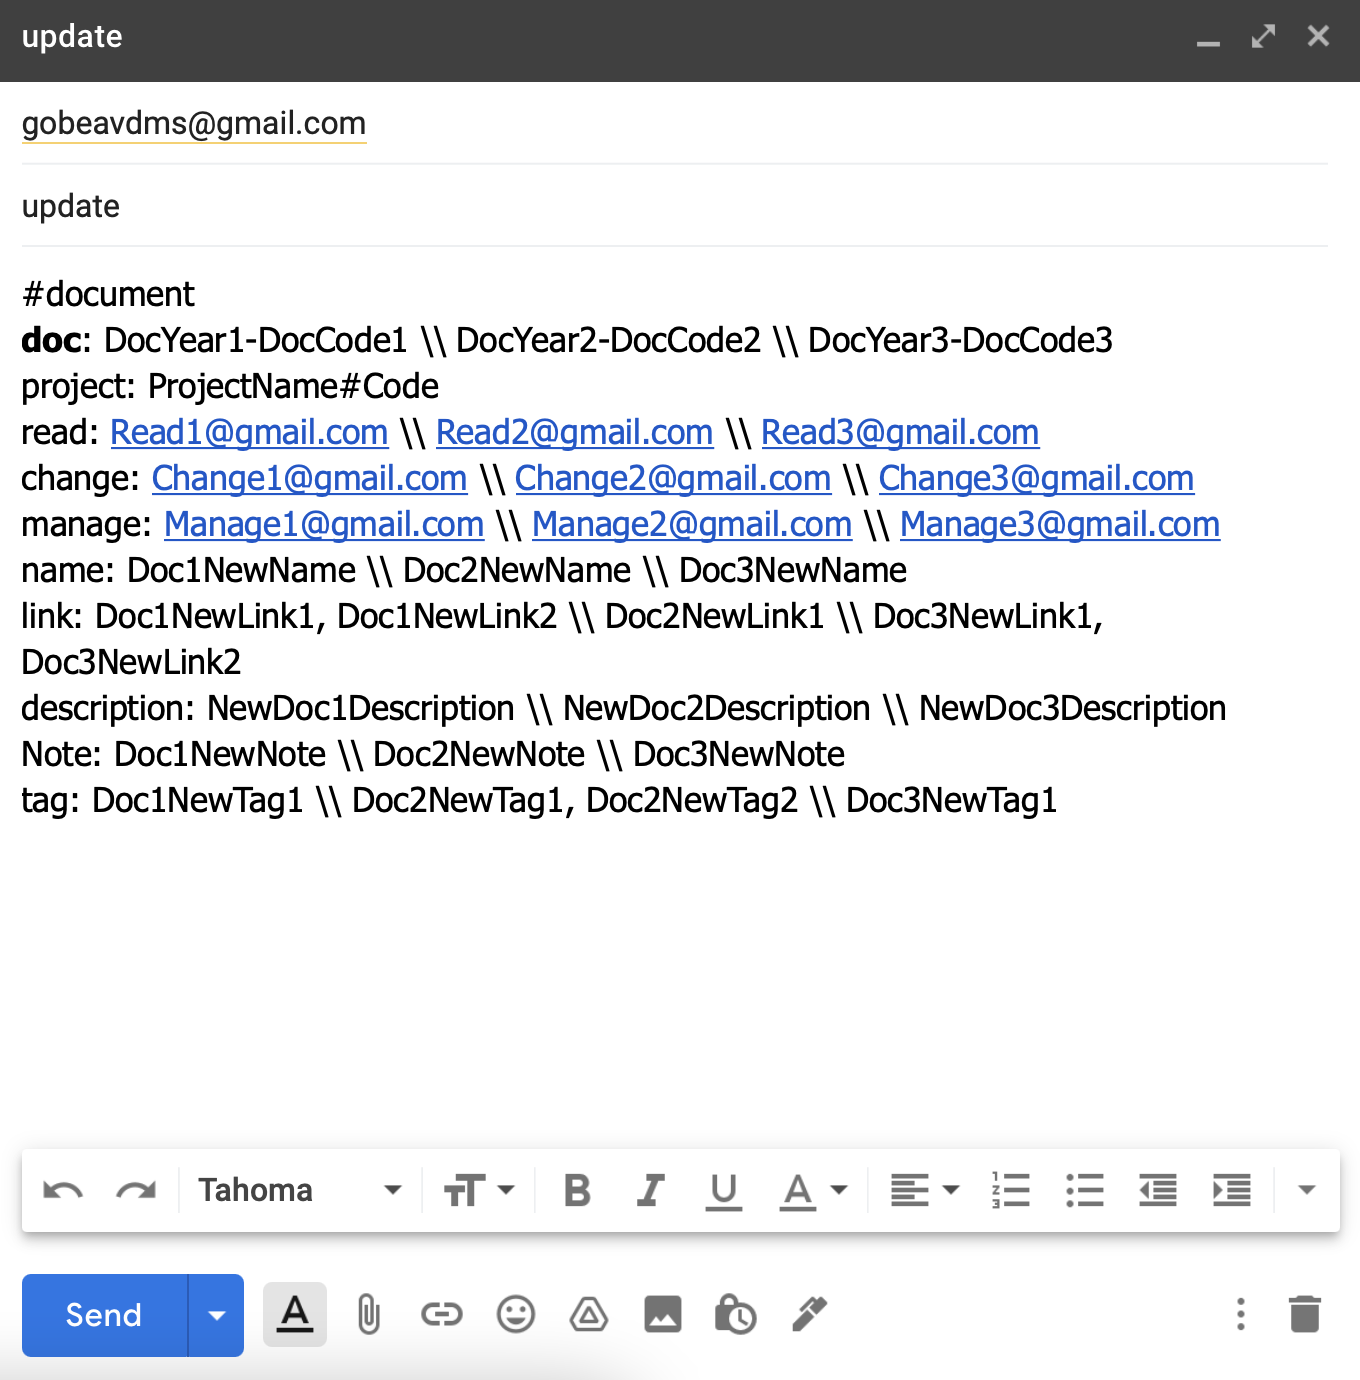 update
gobeavdms@gmail.com
update
#document
doc: DocYear1-DocCode1 \\ DocYear2-DocCode2 \\ DocYear3-DocCode3
project: ProjectName#Code
read: Read1@gmail.com \\ Read2@gmail.com \\ Read3@gmail.com
change: Change1@gmail.com \\ Change2@gmail.com \\ Change3@gmail.com
manage: Manage1@gmail.com \\ Manage2@gmail.com \\ Manage3@gmail.com
name: Doc1NewName \\ Doc2NewName \\ Doc3NewName
link: Doc1NewLink1, Doc1NewLink2 \\ Doc2NewLink1 \\ Doc3NewLink1,
Doc3NewLink2
description: NewDoc1Description \\ NewDoc2Description \\ NewDoc3Description
Note: Doc1NewNote \\ Doc2NewNote \\ Doc3NewNote
tag: Doc1NewTag1 \\ Doc2NewTag1, Doc2NewTag2 \\ Doc3NewTag1
Tahoma
Send